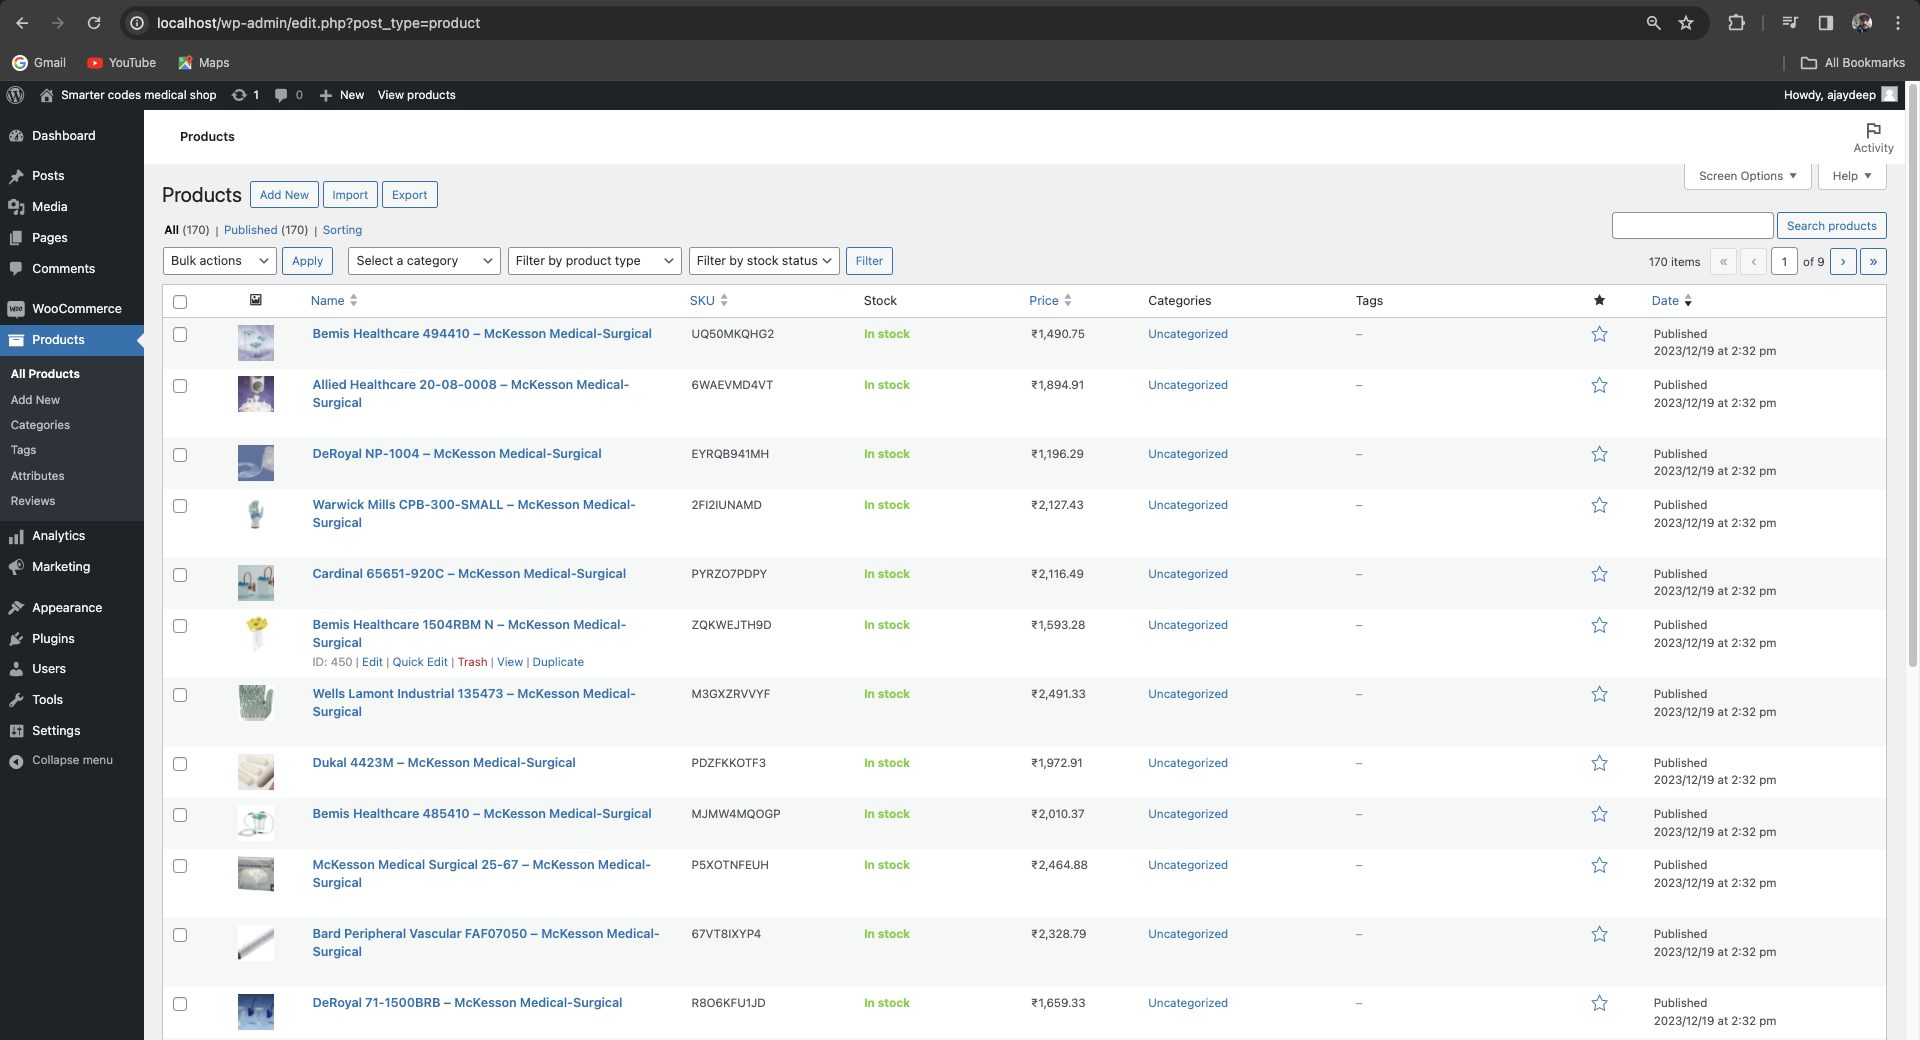 localhost/wp-admin/edit.php?post_type=product
Gmail YouTube Maps All Bookmarks
Smarter codes medical shop 1 0 New View products Howdy, ajaydeep
Dashboard
Posts
Media
Pages
Comments
WooCommerce
Products
All Products
Add New
Categories
Tags
Attributes
Reviews
Analytics
Marketing
Appearance
Plugins
Users
Tools
Settings
Collapse menu
Products
Activity
Screen Options Help
Products Add New Import Export
All (170) | Published (170) | Sorting
Search products
Bulk actions Apply Select a category Filter by product type Filter by stock status Filter
170 items « ‹ 1 of 9 › »
Name SKU Stock Price Categories Tags Date
Bemis Healthcare 494410 – McKesson Medical-Surgical UQ50MKQHG2 In stock ₹1,490.75 Uncategorized – Published
2023/12/19 at 2:32 pm
Allied Healthcare 20-08-0008 – McKesson Medical- 6WAEVMD4VT In stock ₹1,894.91 Uncategorized – Published
Surgical 2023/12/19 at 2:32 pm
DeRoyal NP-1004 – McKesson Medical-Surgical EYRQB941MH In stock ₹1,196.29 Uncategorized – Published
2023/12/19 at 2:32 pm
Warwick Mills CPB-300-SMALL – McKesson Medical- 2FI2IUNAMD In stock ₹2,127.43 Uncategorized – Published
Surgical 2023/12/19 at 2:32 pm
Cardinal 65651-920C – McKesson Medical-Surgical PYRZO7PDPY In stock ₹2,116.49 Uncategorized – Published
2023/12/19 at 2:32 pm
Bemis Healthcare 1504RBM N – McKesson Medical- ZQKWEJTH9D In stock ₹1,593.28 Uncategorized – Published
Surgical 2023/12/19 at 2:32 pm
ID: 450 | Edit | Quick Edit | Trash | View | Duplicate
Wells Lamont Industrial 135473 – McKesson Medical- M3GXZRVVYF In stock ₹2,491.33 Uncategorized – Published
Surgical 2023/12/19 at 2:32 pm
Dukal 4423M – McKesson Medical-Surgical PDZFKKOTF3 In stock ₹1,972.91 Uncategorized – Published
2023/12/19 at 2:32 pm
Bemis Healthcare 485410 – McKesson Medical-Surgical MJMW4MQOGP In stock ₹2,010.37 Uncategorized – Published
2023/12/19 at 2:32 pm
McKesson Medical Surgical 25-67 – McKesson Medical- P5XOTNFEUH In stock ₹2,464.88 Uncategorized – Published
Surgical 2023/12/19 at 2:32 pm
Bard Peripheral Vascular FAF07050 – McKesson Medical- 67VT8IXYP4 In stock ₹2,328.79 Uncategorized – Published
Surgical 2023/12/19 at 2:32 pm
DeRoyal 71-1500BRB – McKesson Medical-Surgical R8O6KFU1JD In stock ₹1,659.33 Uncategorized – Published
2023/12/19 at 2:32 pm